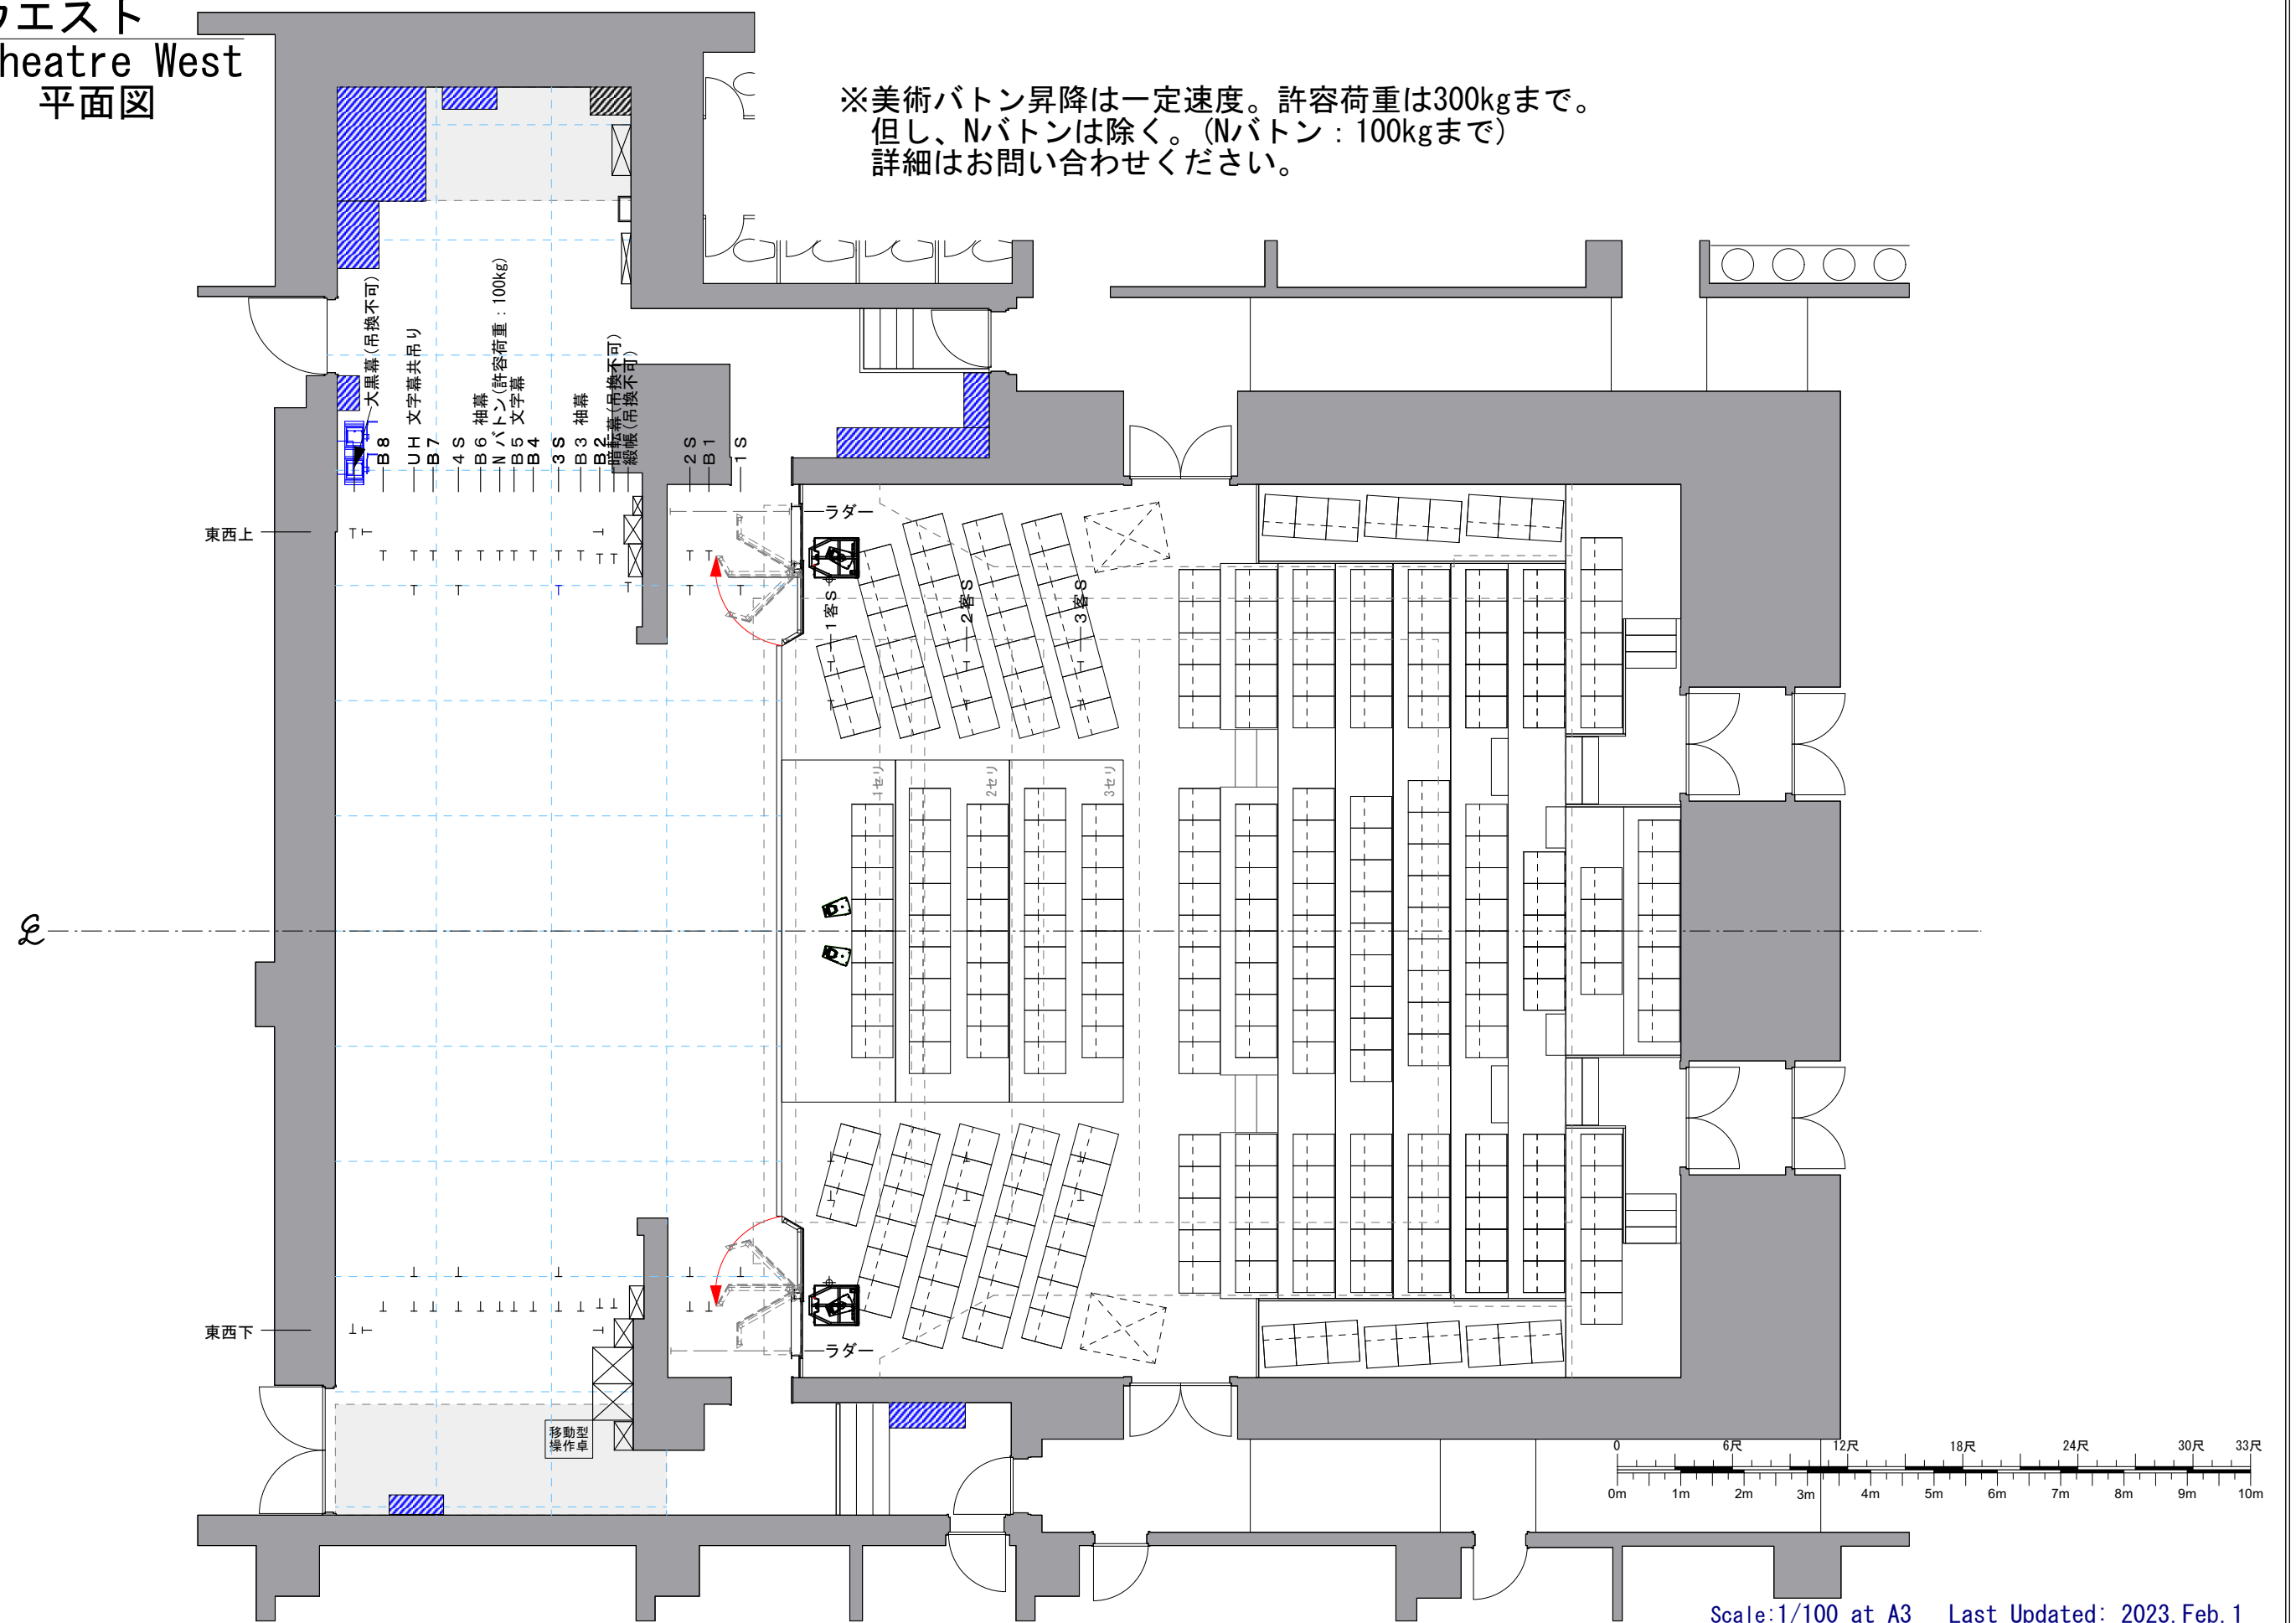 ウエスト
heatre West
平面図
※美術バトン昇降は一定速度。許容荷重は300kgまで。
但し、Nバトンは除く。(Nバトン：100kgまで)
詳細はお問い合わせください。
大黒幕(吊換不可)
B8
UH 文字幕共吊り
B7
4S
B6 袖幕
N バトン(許容荷重：100kg)
B5 文字幕
B4
3S
B3 袖幕
B2
暗転幕(吊換不可)
緞帳(吊換不可)
2S
B1
1S
東西上
ラダー
1客S
2客S
3客S
1セリ
2セリ
3セリ
東西下
ラダー
移動型
操作卓
0 6尺 12尺 18尺 24尺 30尺 33尺
0m 1m 2m 3m 4m 5m 6m 7m 8m 9m 10m
Scale:1/100 at A3 Last Updated: 2023.Feb.1